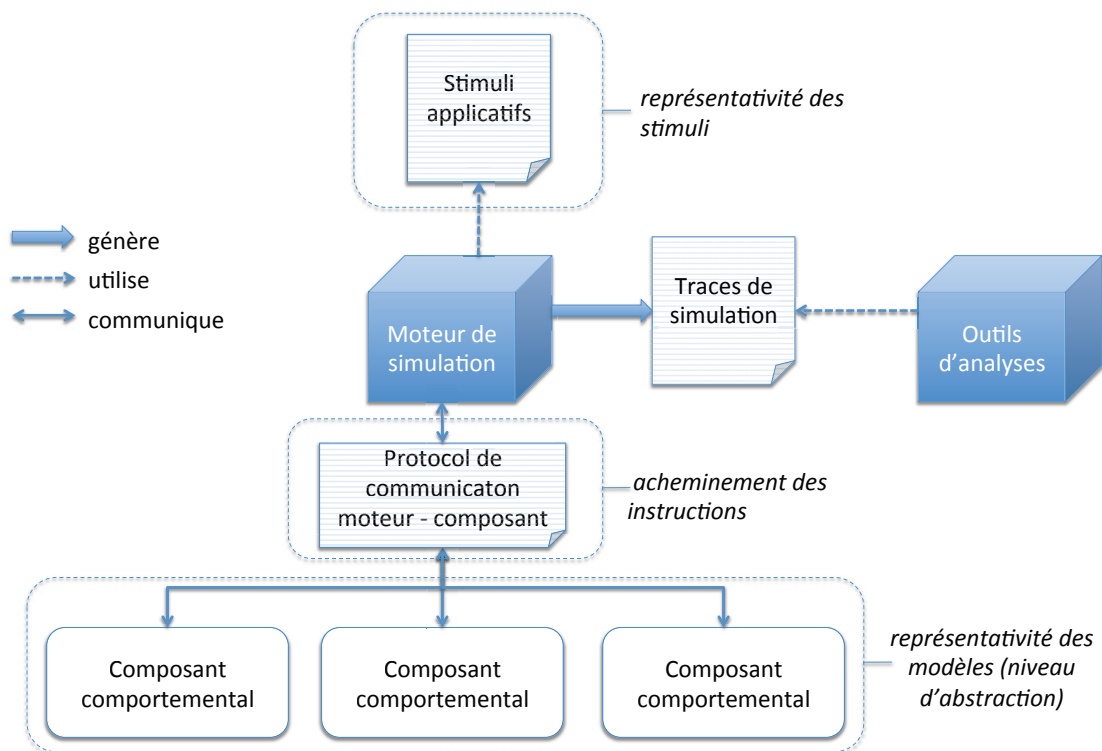 Stimuli
applicatifs
représentativité des
stimuli
génère
utilise
communique
Moteur de
simulation
Traces de
simulation
Outils
d’analyses
Protocol de
communicaton
moteur - composant
acheminement des
instructions
Composant
comportemental
Composant
comportemental
Composant
comportemental
représentativité des
modèles (niveau
d’abstraction)